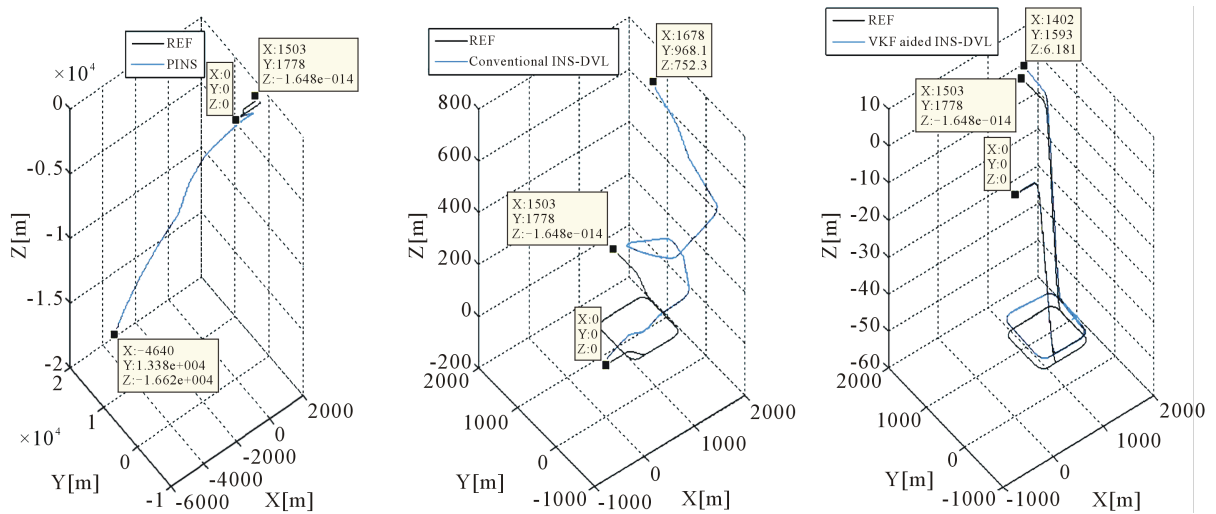 REF
PINS
X:1503
Y:1778
Z:−1.648e−014
X:0
Y:0
Z:0
×10⁴
0
-0.5
-1
-1.5
-2
Z[m]
X:−4640
Y:1.338e+004
Z:−1.662e+004
2
1
0
-1
×10⁴
Y[m]
-6000
-4000
-2000
0
2000
X[m]
REF
Conventional INS-DVL
X:1678
Y:968.1
Z:752.3
800
600
400
200
0
-200
Z[m]
X:1503
Y:1778
Z:−1.648e−014
X:0
Y:0
Z:0
2000
1000
0
-1000
Y[m]
-1000
0
1000
2000
X[m]
REF
VKF aided INS-DVL
X:1402
Y:1593
Z:6.181
X:1503
Y:1778
Z:−1.648e−014
X:0
Y:0
Z:0
10
0
-10
-20
-30
-40
-50
-60
Z[m]
2000
1000
0
-1000
Y[m]
-1000
0
1000
2000
X[m]